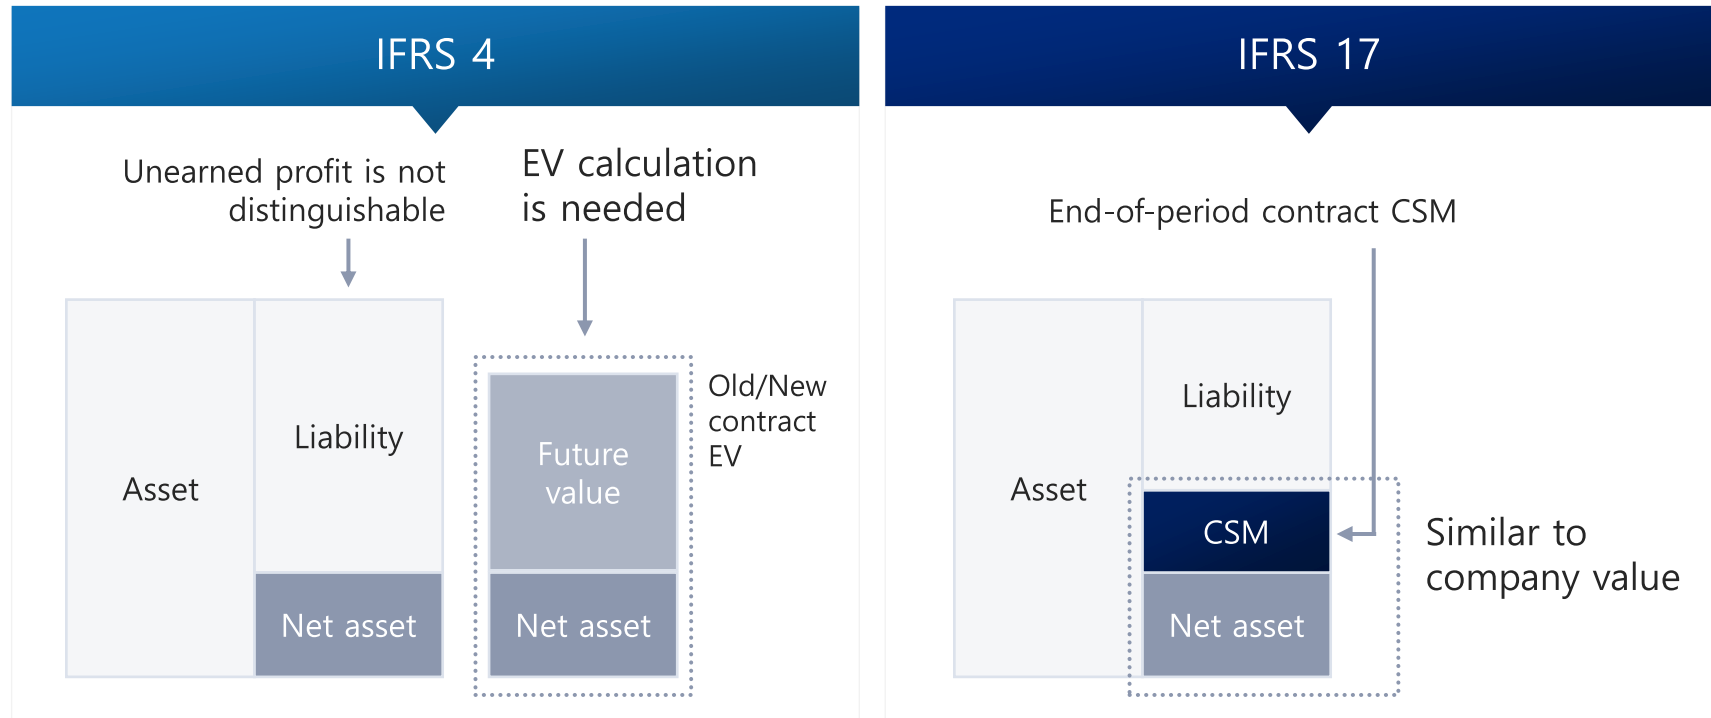 IFRS 4
Unearned profit is not
distinguishable
EV calculation
is needed
Asset
Liability
Net asset
Future
value
Net asset
Old/New
contract
EV
IFRS 17
End-of-period contract CSM
Asset
Liability
CSM
Net asset
Similar to
company value